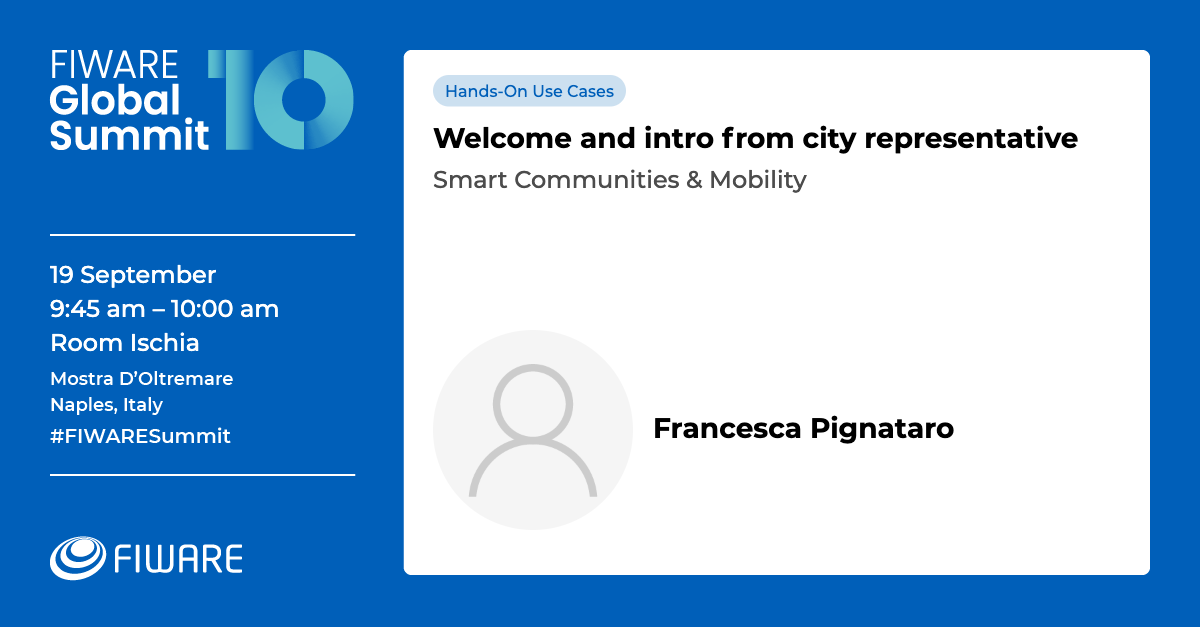 FIWARE
Global
Summit
10
19 September
9:45 am – 10:00 am
Room Ischia
Mostra D’Oltremare
Naples, Italy
#FIWARESummit
FIWARE
Hands-On Use Cases
Welcome and intro from city representative
Smart Communities & Mobility
Francesca Pignataro